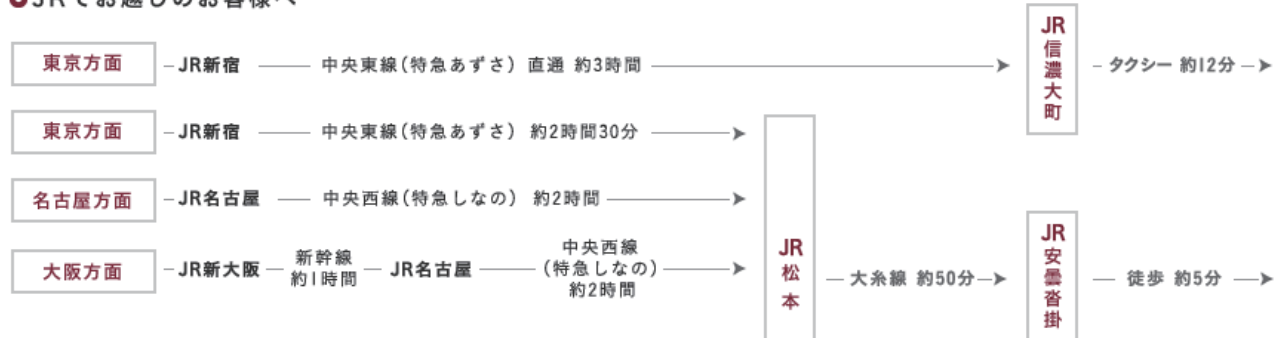 JRでお越しのお客様へ
東京方面 JR新宿 中央東線(特急あずさ) 直通 約3時間 JR信濃大町 タクシー 約12分
東京方面 JR新宿 中央東線(特急あずさ) 約2時間30分
名古屋方面 JR名古屋 中央西線(特急しなの) 約2時間
大阪方面 JR新大阪
新幹線
約1時間
JR名古屋
中央西線
(特急しなの)
約2時間
JR松本
大糸線 約50分
JR安曇沓掛
徒歩 約5分